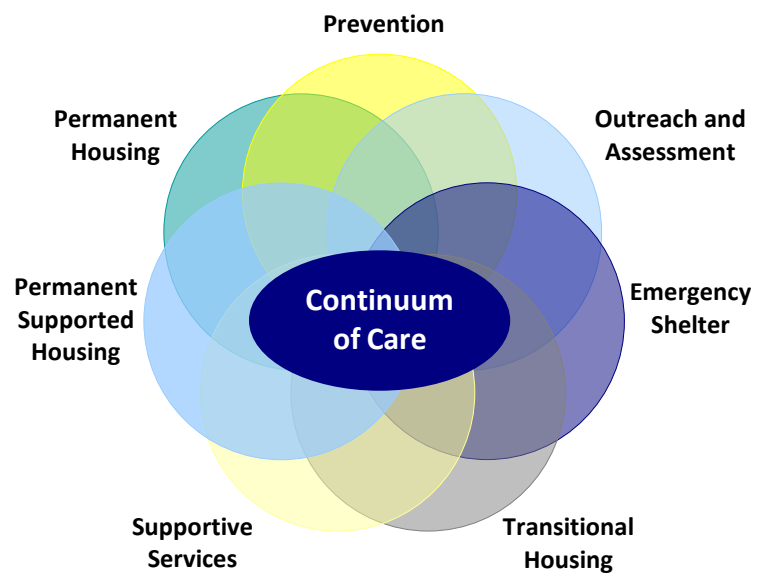 Prevention
Outreach and
Assessment
Emergency
Shelter
Transitional
Housing
Supportive
Services
Permanent
Supported
Housing
Permanent
Housing
Continuum
of Care